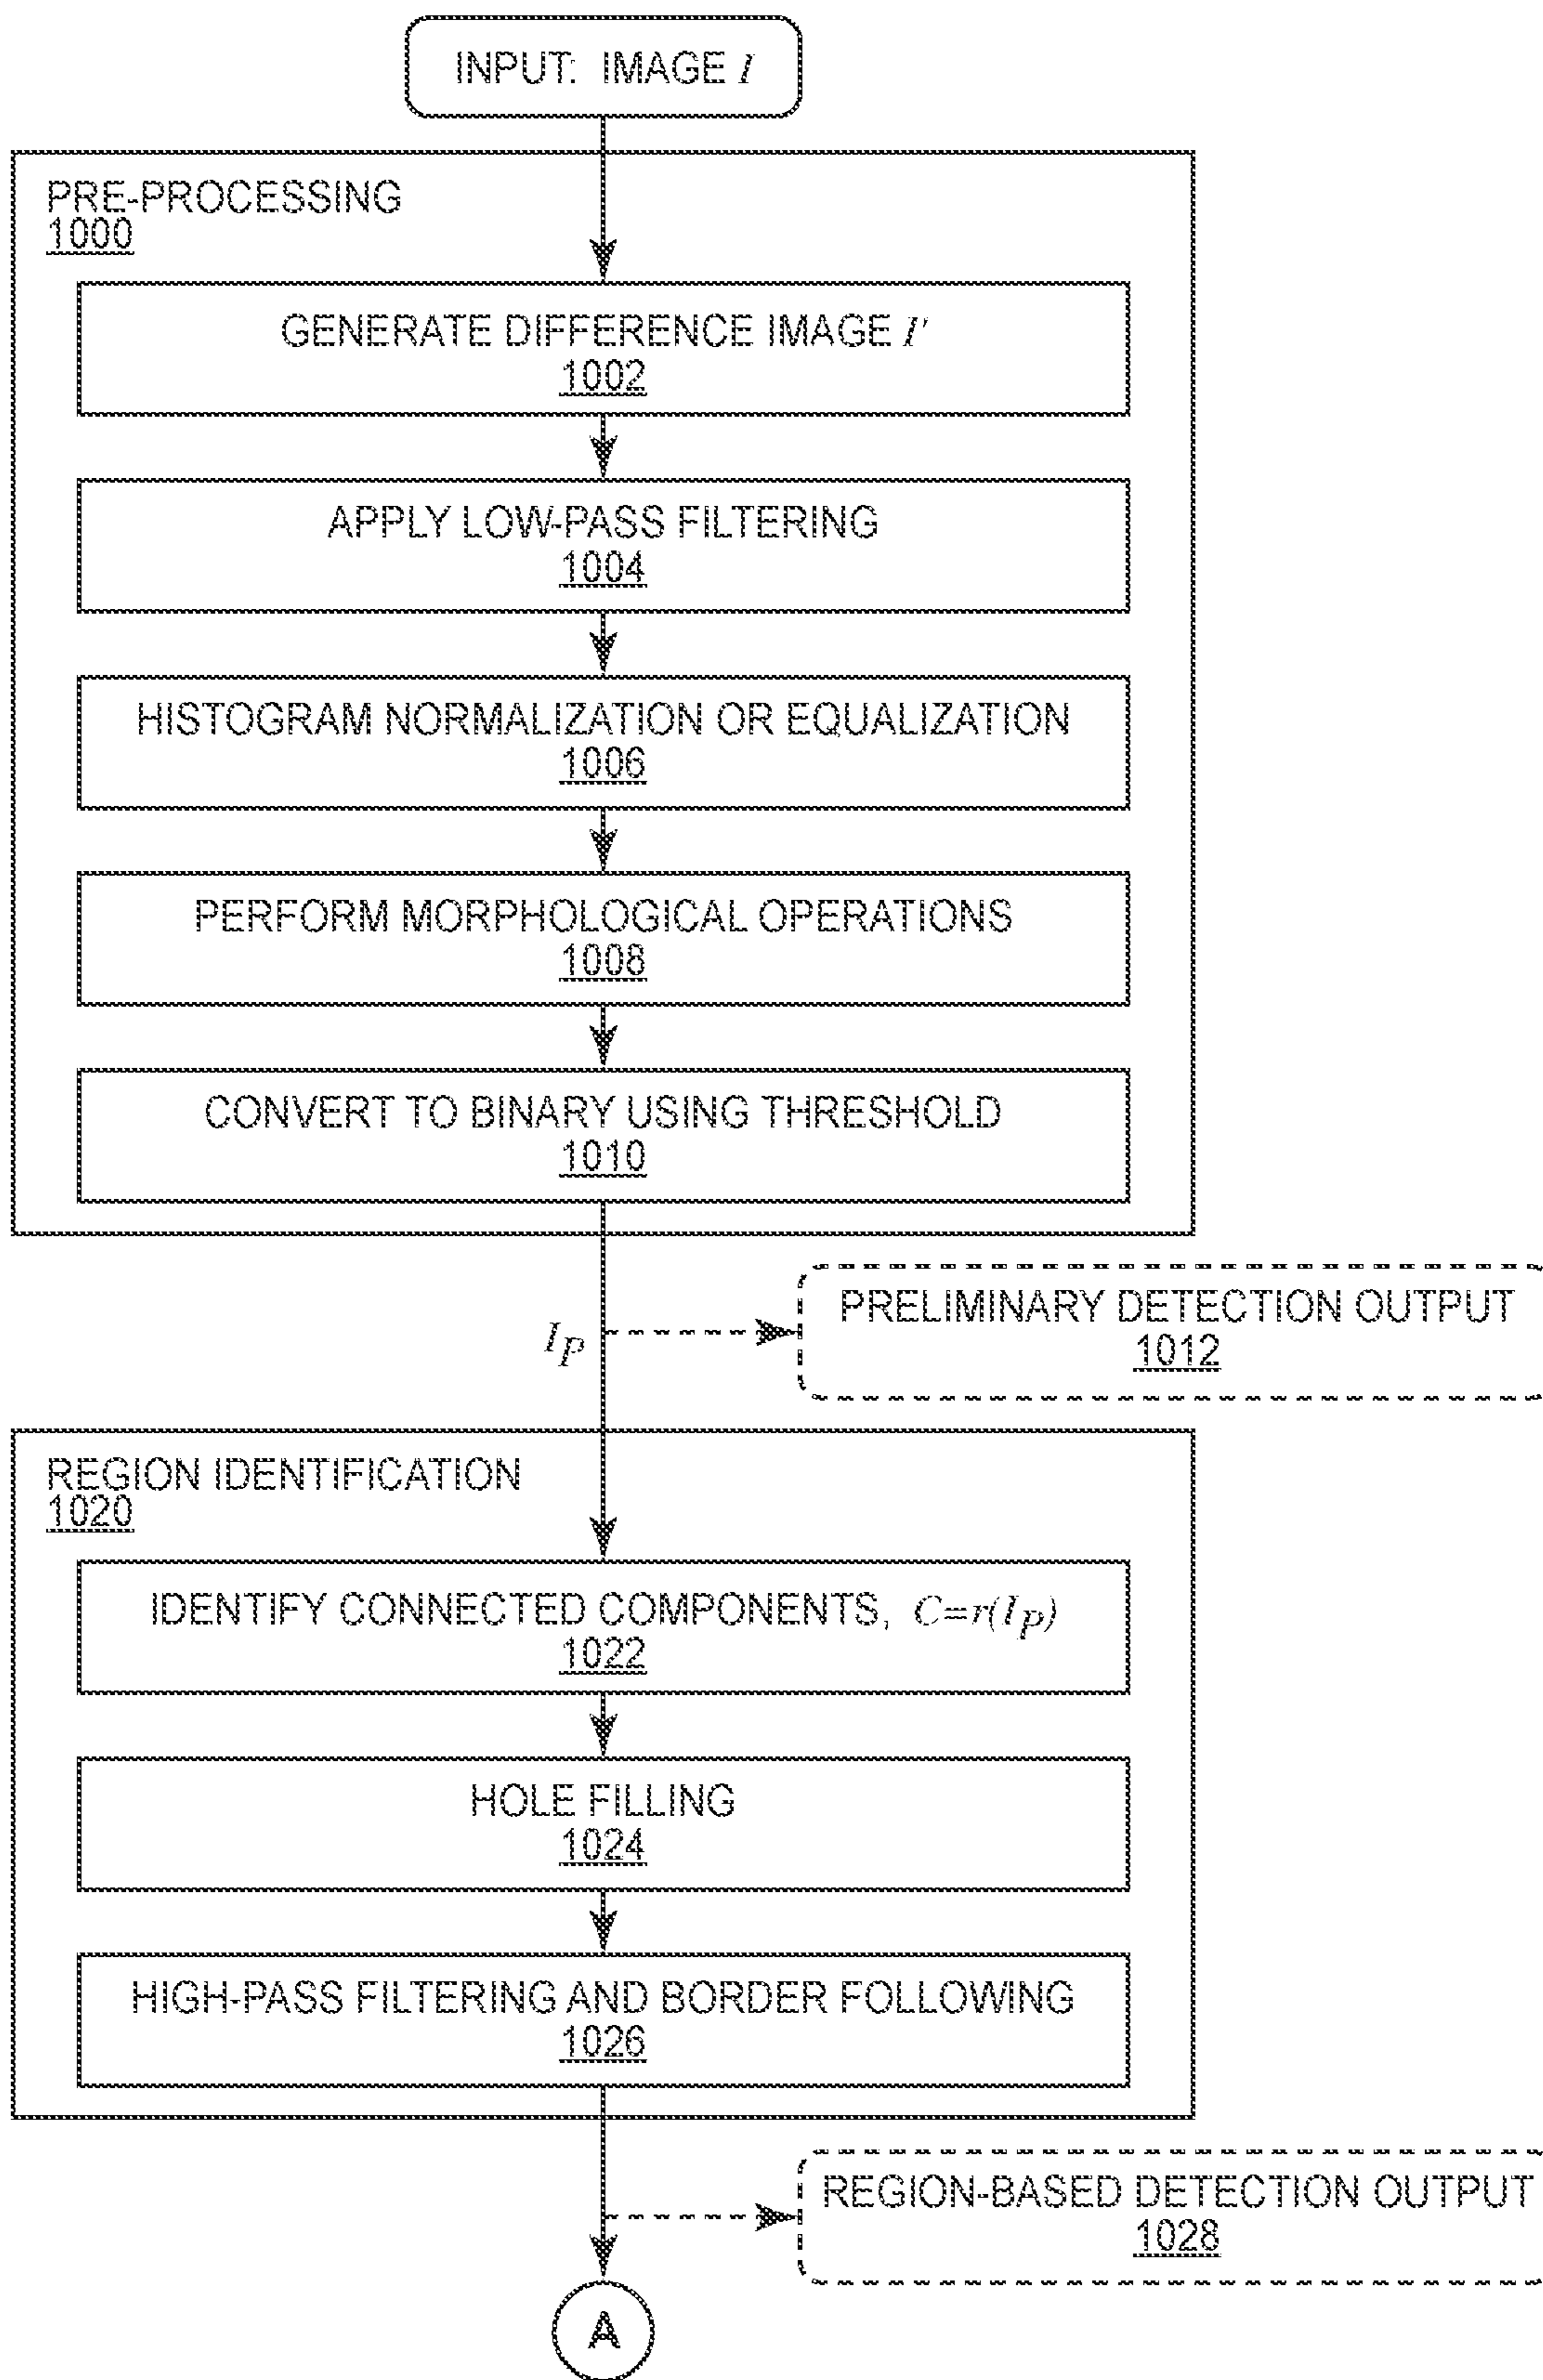 INPUT: IMAGE I
PRE-PROCESSING
1000
GENERATE DIFFERENCE IMAGE I'
1002
APPLY LOW-PASS FILTERING
1004
HISTOGRAM NORMALIZATION OR EQUALIZATION
1006
PERFORM MORPHOLOGICAL OPERATIONS
1008
CONVERT TO BINARY USING THRESHOLD
1010
PRELIMINARY DETECTION OUTPUT
1012
IP
REGION IDENTIFICATION
1020
IDENTIFY CONNECTED COMPONENTS, C=r(IP)
1022
HOLE FILLING
1024
HIGH-PASS FILTERING AND BORDER FOLLOWING
1026
REGION-BASED DETECTION OUTPUT
1028
A